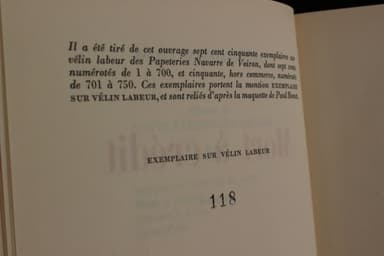 Il a été tiré de cet ouvrage sept cent cinquante exemplaires sur
vélin labeur des Papeteries Navarre de Voiron, dont sept cents
numérotés de 1 à 700, et cinquante, hors commerce, numérotés
de 701 à 750. Ces exemplaires portent la mention EXEMPLAIRE
SUR VÉLIN LABEUR, et sont reliés d'après la maquette de Paul Bonet.
EXEMPLAIRE SUR VÉLIN LABEUR
118